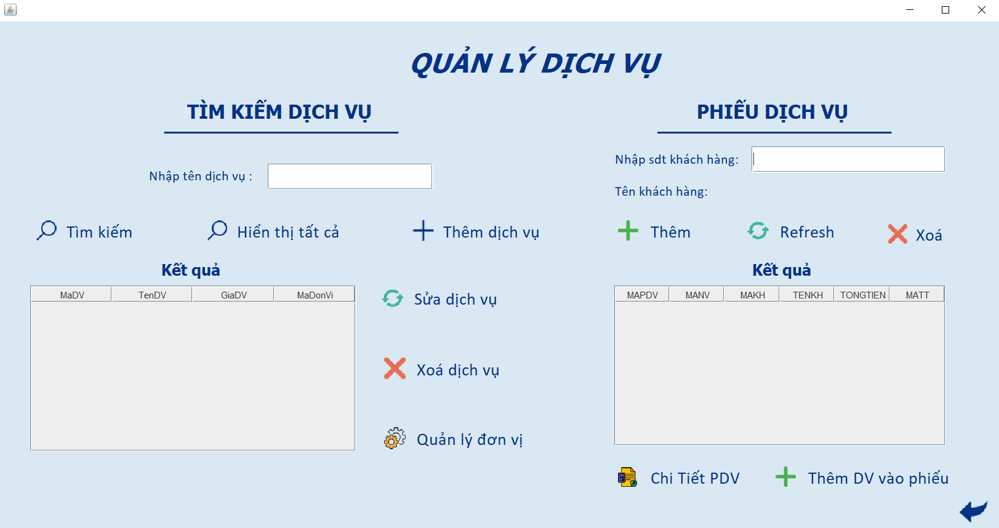 QUẢN LÝ DỊCH VỤ
TÌM KIẾM DỊCH VỤ
Nhập tên dịch vụ :
Tìm kiếm
Hiển thị tất cả
Thêm dịch vụ
Kết quả
MaDV TenDV GiaDV MaDonVi
Sửa dịch vụ
Xoá dịch vụ
Quản lý đơn vị
PHIẾU DỊCH VỤ
Nhập sdt khách hàng:
Tên khách hàng:
Thêm
Refresh
Xoá
Kết quả
MAPDV MANV MAKH TENKH TONGTIEN MATT
Chi Tiết PDV
Thêm DV vào phiếu